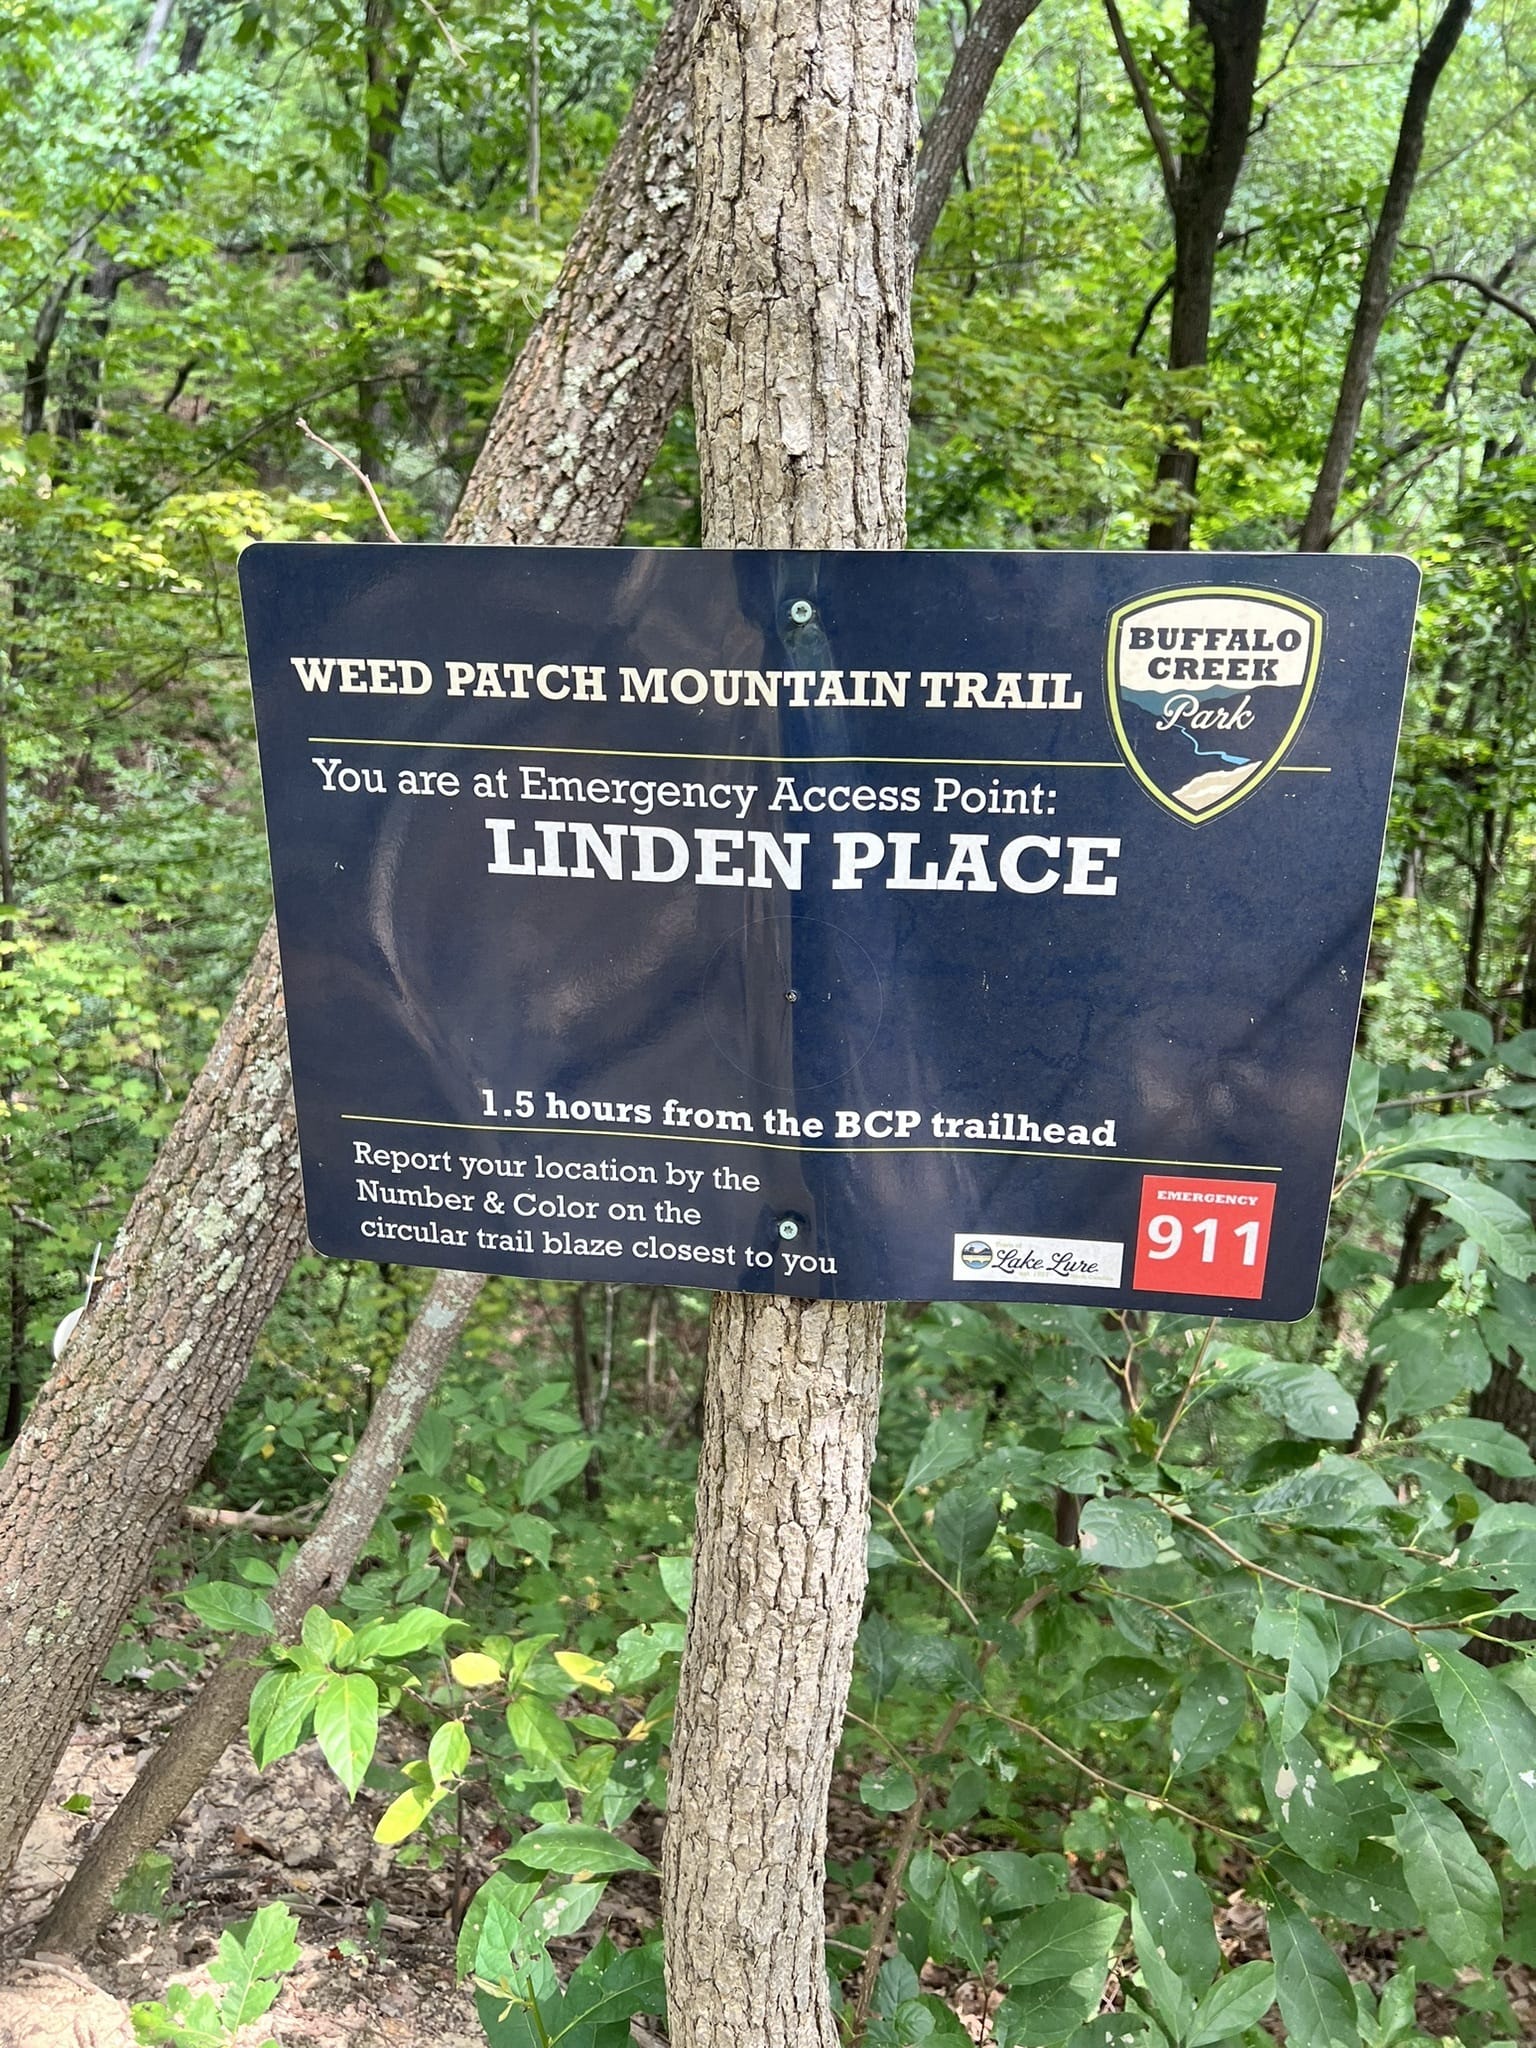 BUFFALO
CREEK
Park
WEED PATCH MOUNTAIN TRAIL
You are at Emergency Access Point:
LINDEN PLACE
1.5 hours from the BCP trailhead
Report your location by the
Number & Color on the
circular trail blaze closest to you
Lake Lure
EMERGENCY
911